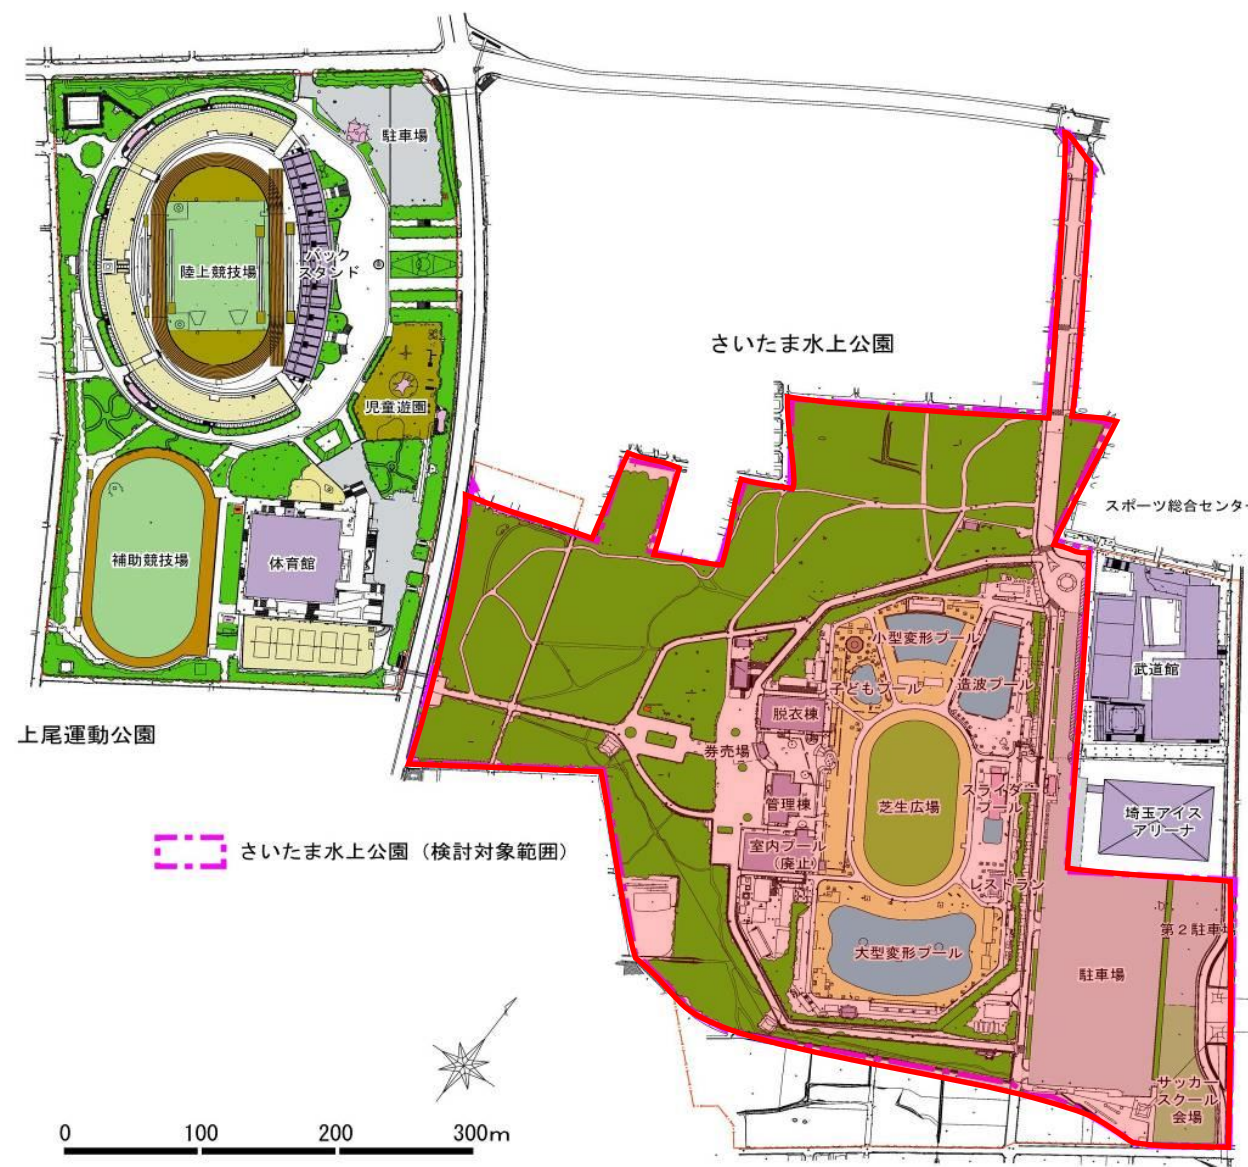 駐車場
陸上競技場
バック
スタンド
さいたま水上公園
児童遊園
スポーツ総合センタ
補助競技場
体育館
小型変形プール
武道館
子どもプール
造波プール
脱衣棟
上尾運動公園
券売場
スライダー
プール
管理棟
芝生広場
埼玉アイス
アリーナ
さいたま水上公園（検討対象範囲）
室内プール
（廃止）
レストラン
第２駐車場
大型変形プール
駐車場
サッカー
スクール
会場
0 100 200 300m